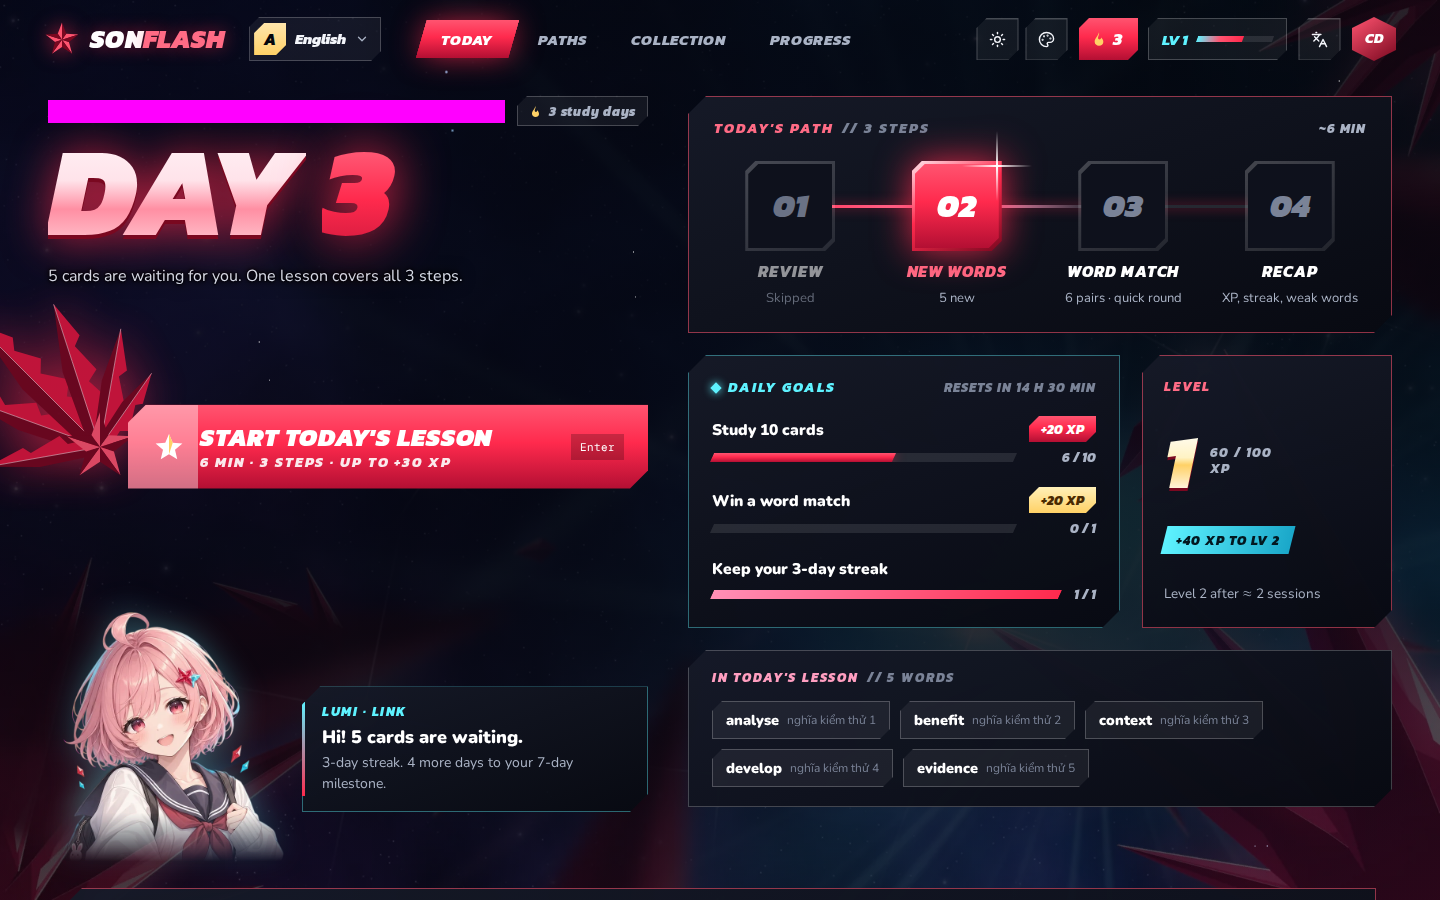 SONFLASH
A English
TODAY PATHS COLLECTION PROGRESS
3
LV 1
CD
3 study days
DAY 3
5 cards are waiting for you. One lesson covers all 3 steps.
START TODAY'S LESSON
6 MIN · 3 STEPS · UP TO +30 XP
Enter
LUMI · LINK
Hi! 5 cards are waiting.
3-day streak. 4 more days to your 7-day
milestone.
TODAY'S PATH // 3 STEPS
~6 MIN
01 02 03 04
REVIEW NEW WORDS WORD MATCH RECAP
Skipped 5 new 6 pairs · quick round XP, streak, weak words
DAILY GOALS
RESETS IN 14 H 30 MIN
Study 10 cards +20 XP
6 / 10
Win a word match +20 XP
0 / 1
Keep your 3-day streak
1 / 1
LEVEL
1
60 / 100
XP
+40 XP TO LV 2
Level 2 after ≈ 2 sessions
IN TODAY'S LESSON // 5 WORDS
analyse nghĩa kiểm thử 1
benefit nghĩa kiểm thử 2
context nghĩa kiểm thử 3
develop nghĩa kiểm thử 4
evidence nghĩa kiểm thử 5